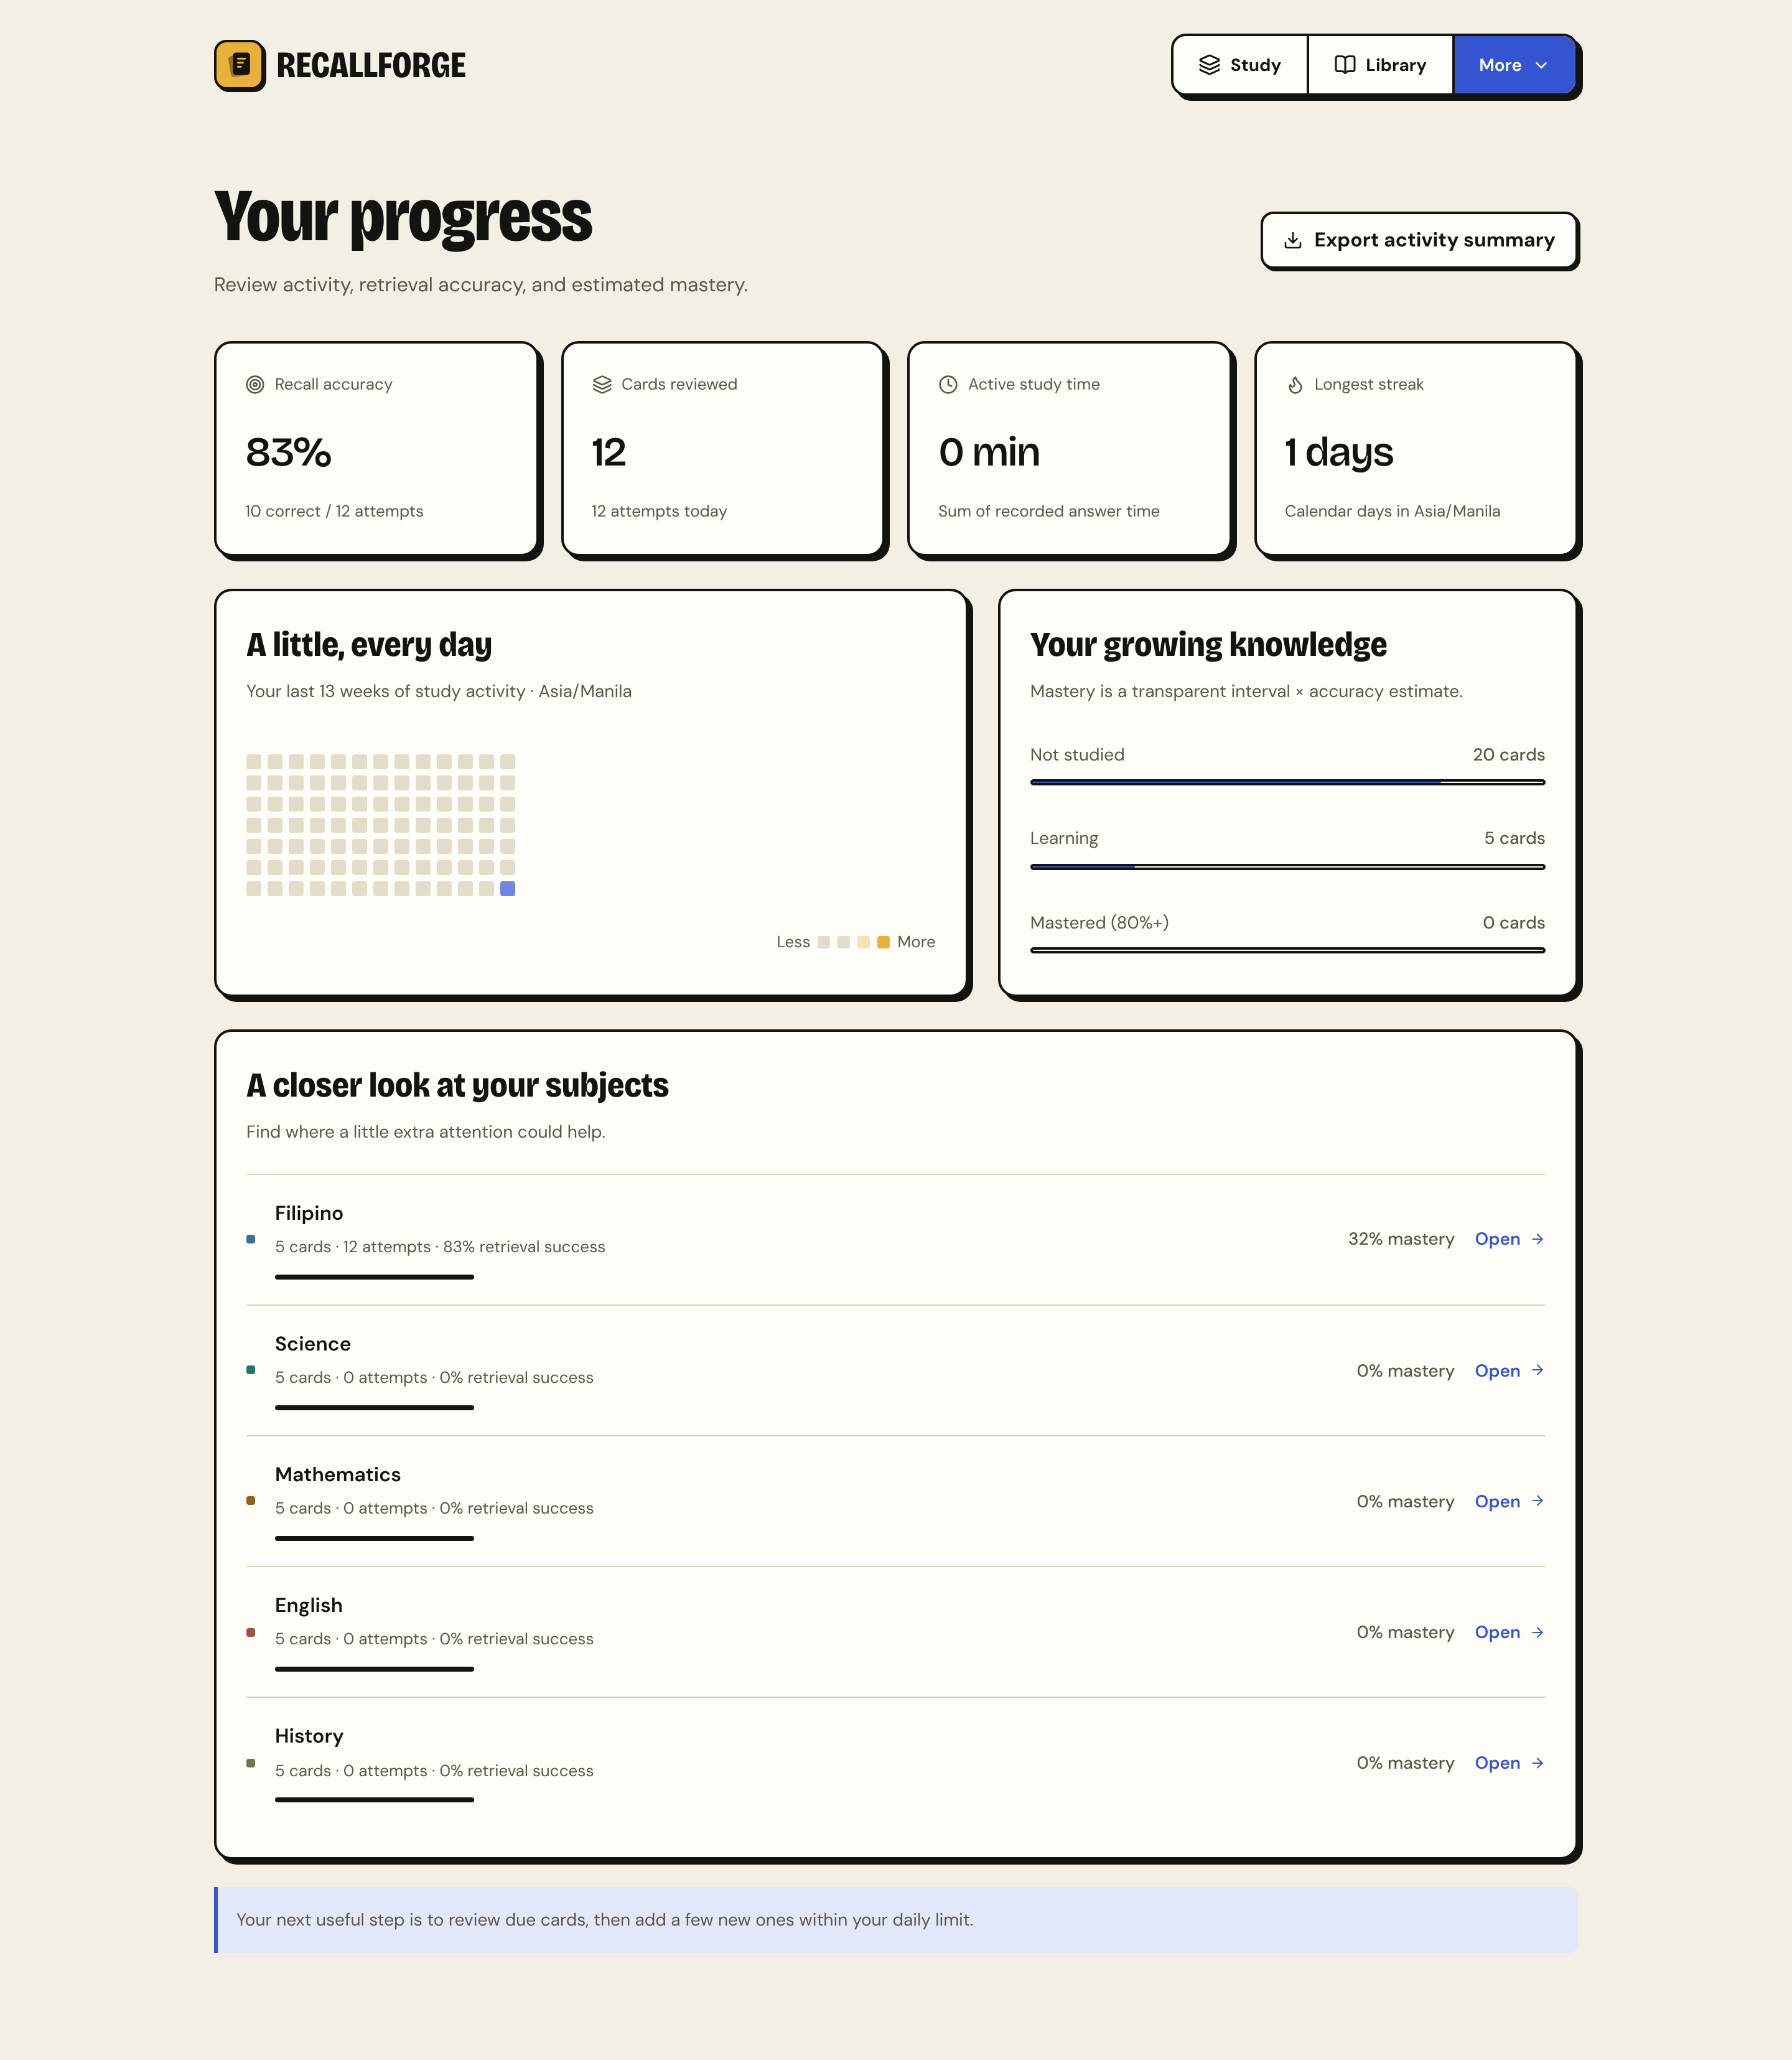 RECALLFORGE
Study
Library
More
Your progress
Review activity, retrieval accuracy, and estimated mastery.
Export activity summary
Recall accuracy
83%
10 correct / 12 attempts
Cards reviewed
12
12 attempts today
Active study time
0 min
Sum of recorded answer time
Longest streak
1 days
Calendar days in Asia/Manila
A little, every day
Your last 13 weeks of study activity · Asia/Manila
Less
More
Your growing knowledge
Mastery is a transparent interval × accuracy estimate.
Not studied
20 cards
Learning
5 cards
Mastered (80%+)
0 cards
A closer look at your subjects
Find where a little extra attention could help.
Filipino
5 cards · 12 attempts · 83% retrieval success
32% mastery
Open
Science
5 cards · 0 attempts · 0% retrieval success
0% mastery
Open
Mathematics
5 cards · 0 attempts · 0% retrieval success
0% mastery
Open
English
5 cards · 0 attempts · 0% retrieval success
0% mastery
Open
History
5 cards · 0 attempts · 0% retrieval success
0% mastery
Open
Your next useful step is to review due cards, then add a few new ones within your daily limit.